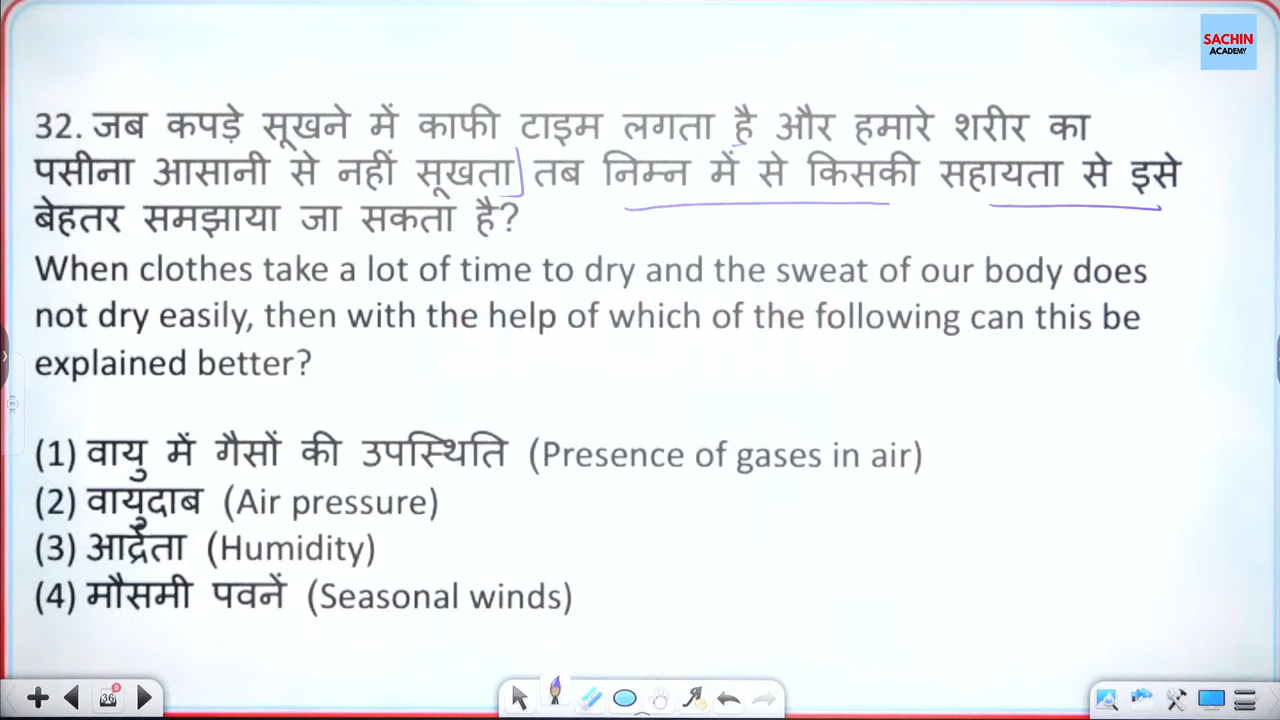 SACHIN
ACADEMY
32. जब कपड़े सूखने में काफी टाइम लगता है और हमारे शरीर का
पसीना आसानी से नहीं सूखता तब निम्न में से किसकी सहायता से इसे
बेहतर समझाया जा सकता है?
When clothes take a lot of time to dry and the sweat of our body does
not dry easily, then with the help of which of the following can this be
explained better?
(1) वायु में गैसों की उपस्थिति (Presence of gases in air)
(2) वायुदाब (Air pressure)
(3) आर्द्रता (Humidity)
(4) मौसमी पवनें (Seasonal winds)
36